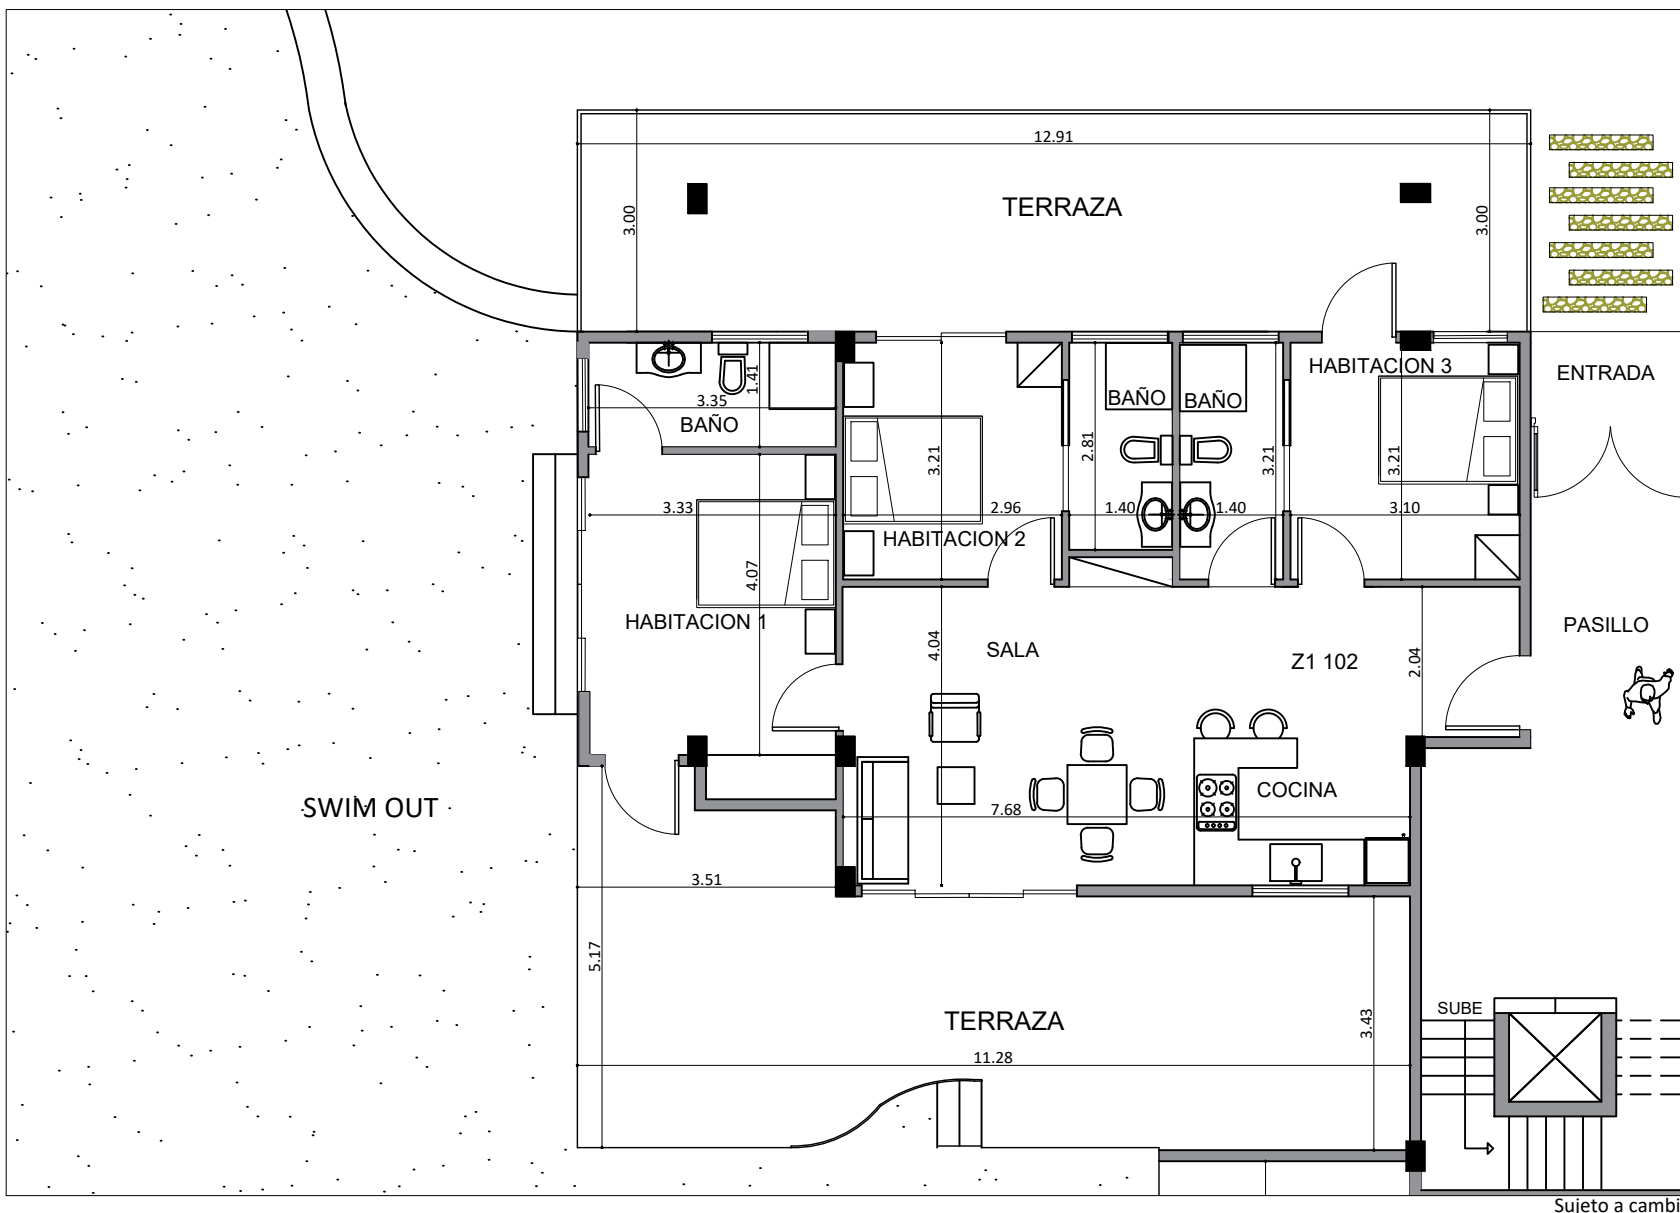 12.91
TERRAZA
3.00
3.00
HABITACION 3
ENTRADA
1.41
3.35
BAÑO
BAÑO
BAÑO
3.21
2.81
3.21
3.21
3.33
2.96
1.40
1.40
3.10
HABITACION 2
4.07
HABITACION 1
4.04
SALA
Z1 102
2.04
PASILLO
SWIM OUT
COCINA
7.68
3.51
5.17
TERRAZA
3.43
SUBE
11.28
Sujeto a cambi